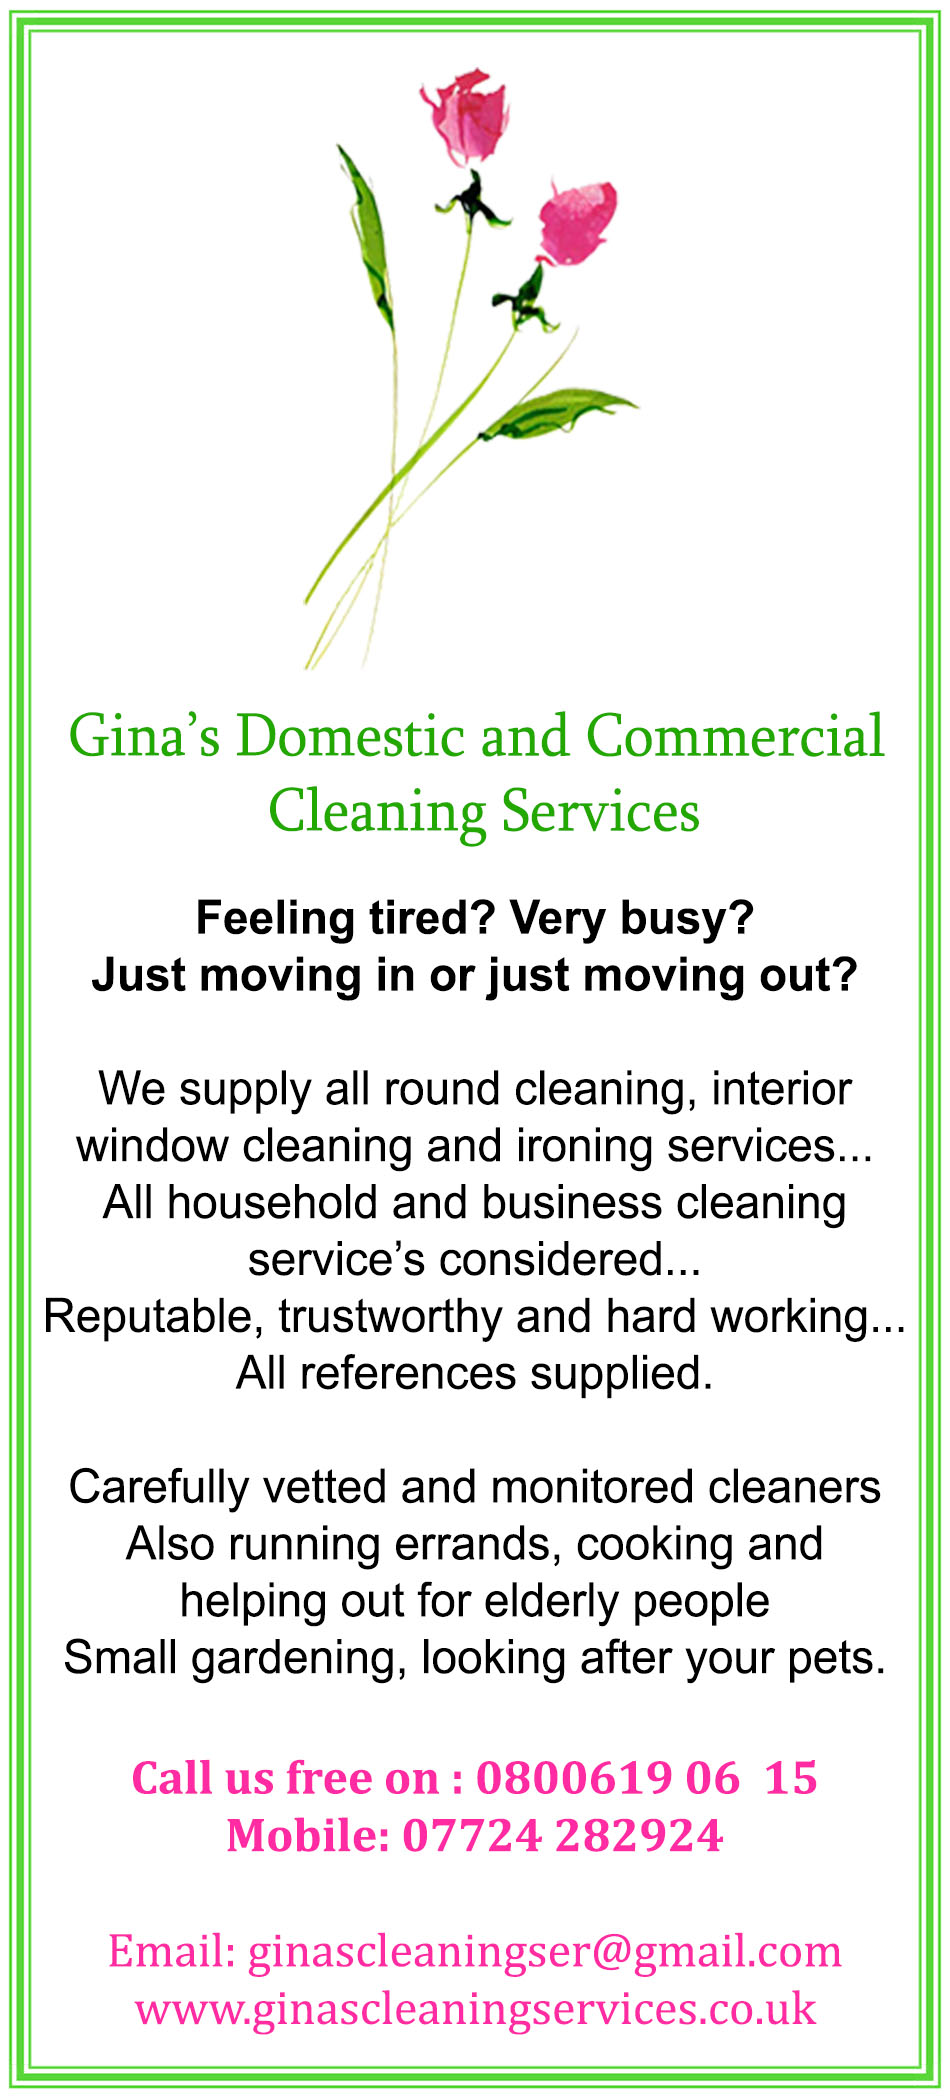 Gina’s Domestic and Commercial
Cleaning Services
Feeling tired? Very busy?
Just moving in or just moving out?
We supply all round cleaning, interior
window cleaning and ironing services...
All household and business cleaning
service’s considered...
Reputable, trustworthy and hard working...
All references supplied.
Carefully vetted and monitored cleaners
Also running errands, cooking and
helping out for elderly people
Small gardening, looking after your pets.
Call us free on : 0800619 06  15
Mobile: 07724 282924
Email: ginascleaningser@gmail.com
www.ginascleaningservices.co.uk